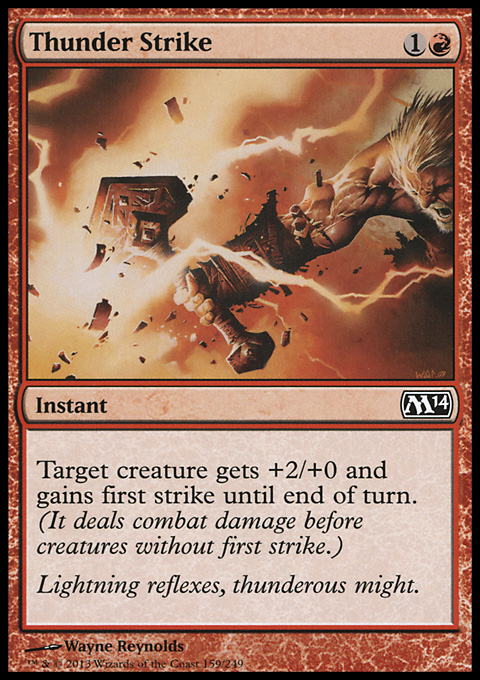 Thunder Strike 1
Instant M14
Target creature gets +2/+0 and
gains first strike until end of turn.
(It deals combat damage before
creatures without first strike.)
Lightning reflexes, thunderous might.
Wayne Reynolds
™ & © 2013 Wizards of the Coast 159/249